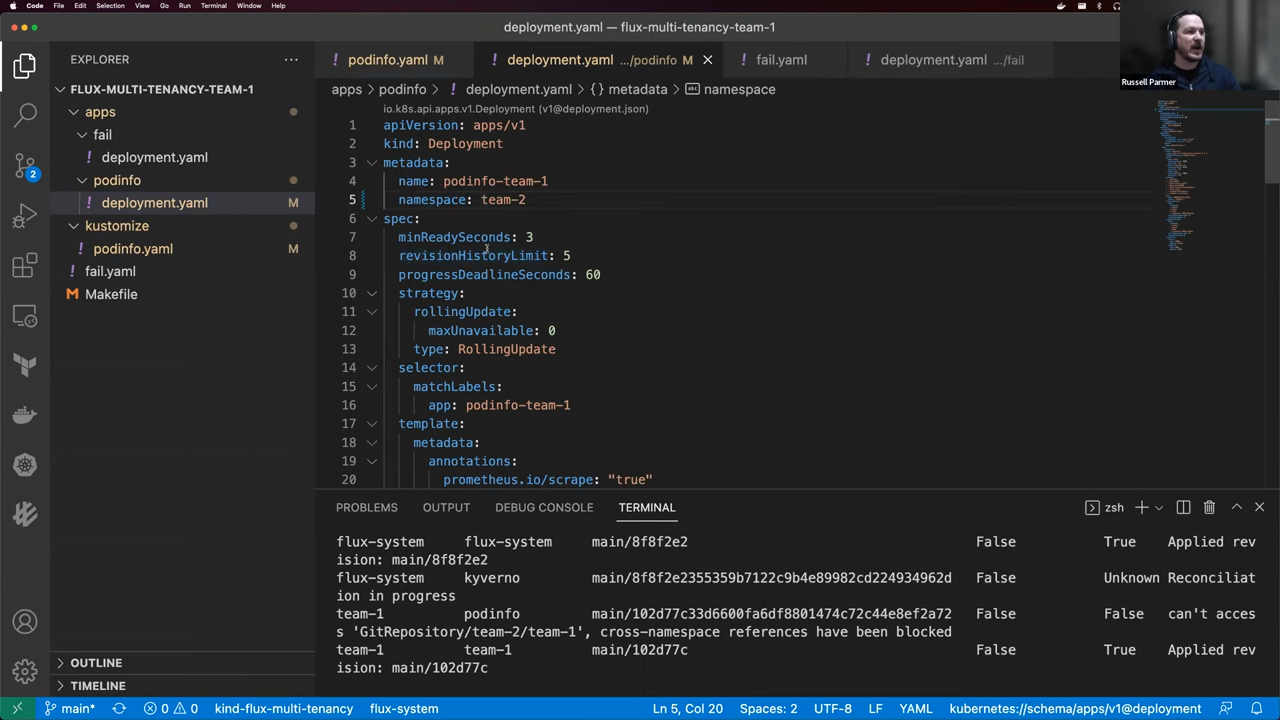 Code File Edit Selection View Go Run Terminal Window Help
deployment.yaml — flux-multi-tenancy-team-1
Russell Parmer
EXPLORER
FLUX-MULTI-TENANCY-TEAM-1
apps
fail
deployment.yaml
podinfo
deployment.yaml M
kustomize
podinfo.yaml M
fail.yaml
Makefile
OUTLINE
TIMELINE
2
podinfo.yaml M
deployment.yaml .../podinfo M
fail.yaml
deployment.yaml .../fail
apps > podinfo > deployment.yaml > {} metadata > namespace
io.k8s.api.apps.v1.Deployment (v1@deployment.json)
1 apiVersion: apps/v1
2 kind: Deployment
3 metadata:
4 name: podinfo-team-1
5 namespace: team-2
6 spec:
7 minReadySeconds: 3
8 revisionHistoryLimit: 5
9 progressDeadlineSeconds: 60
10 strategy:
11 rollingUpdate:
12 maxUnavailable: 0
13 type: RollingUpdate
14 selector:
15 matchLabels:
16 app: podinfo-team-1
17 template:
18 metadata:
19 annotations:
20 prometheus.io/scrape: "true"
PROBLEMS OUTPUT DEBUG CONSOLE TERMINAL zsh
flux-system flux-system main/8f8f2e2 False True Applied rev
ision: main/8f8f2e2
flux-system kyverno main/8f8f2e2355359b7122c9b4e89982cd224934962d False Unknown Reconciliat
ion in progress
team-1 podinfo main/102d77c33d6600fa6df8801474c72c44e8ef2a72 False False can't acces
s 'GitRepository/team-2/team-1', cross-namespace references have been blocked
team-1 team-1 main/102d77c False True Applied rev
ision: main/102d77c
main* 0 0 kind-flux-multi-tenancy flux-system Ln 5, Col 20 Spaces: 2 UTF-8 LF YAML kubernetes://schema/apps/v1@deployment